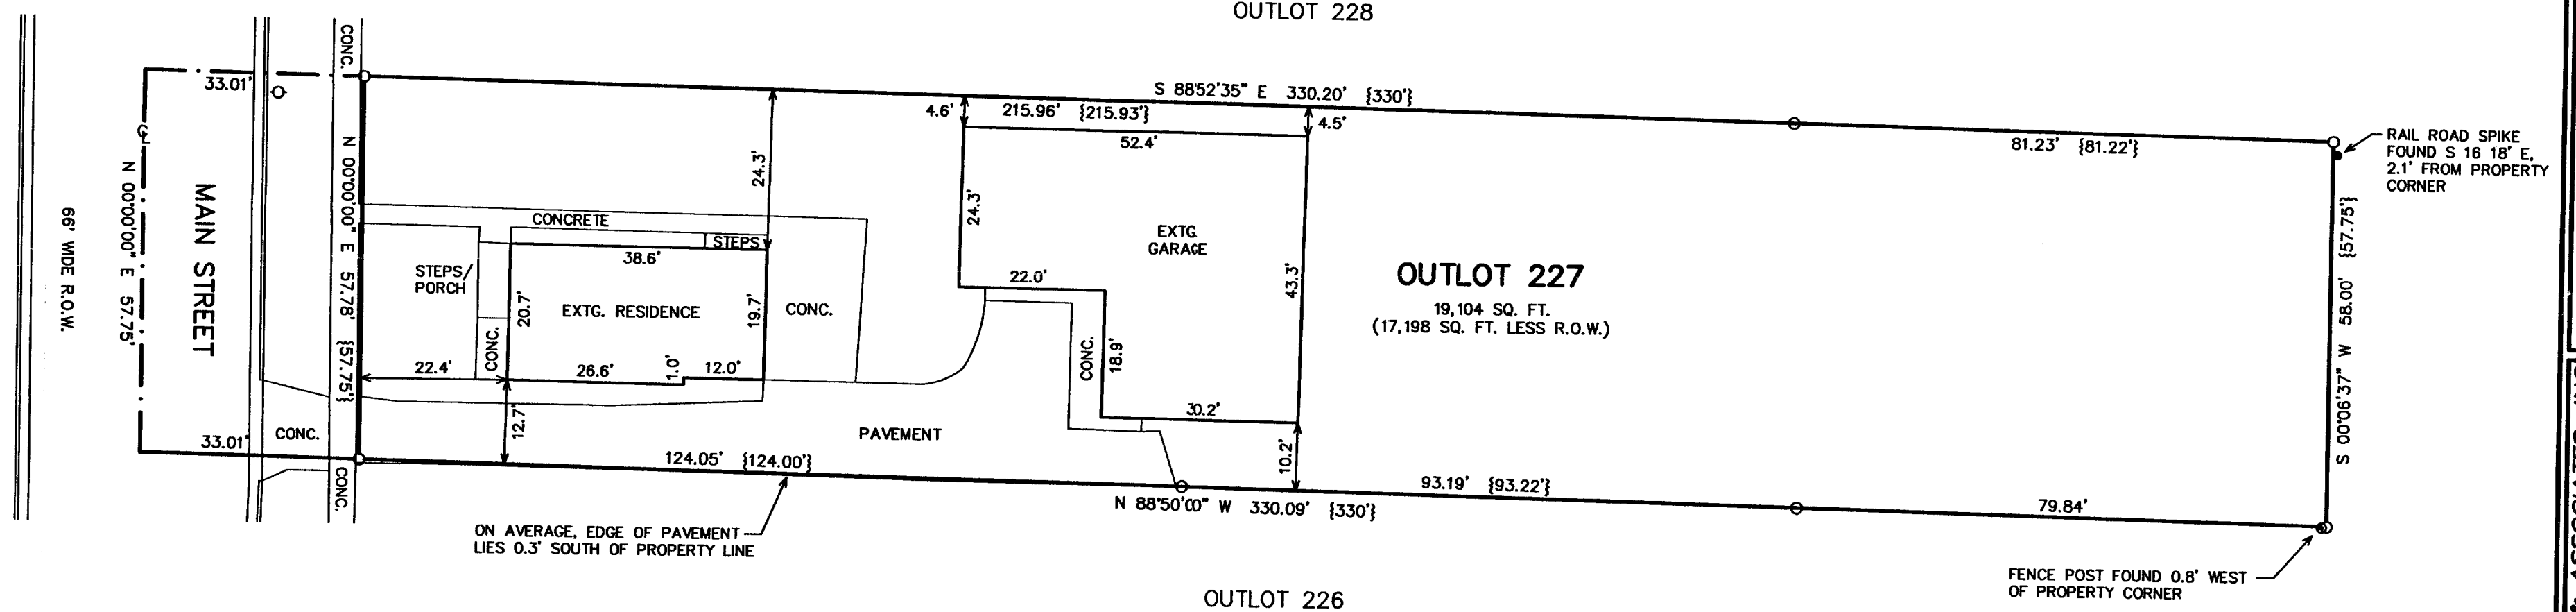 OUTLOT 228
CONC.
33.01'
S 88°52'35" E 330.20' {330'}
4.6'
215.96' {215.93'}
4.5'
52.4'
81.23' {81.22'}
RAIL ROAD SPIKE
FOUND S 16 18' E,
2.1' FROM PROPERTY
CORNER
℄
N 00°00'00" E 57.75'
66' WIDE R.O.W.
MAIN STREET
N 00°00'00" E 57.78' {57.75'}
24.3'
24.3'
CONCRETE
STEPS
38.6'
STEPS/
PORCH
EXTG. RESIDENCE
20.7'
19.7'
CONC.
CONC.
22.4'
26.6'
1.0'
12.0'
12.7'
EXTG.
GARAGE
22.0'
43.3'
CONC.
18.9'
30.2'
10.2'
OUTLOT 227
19,104 SQ. FT.
(17,198 SQ. FT. LESS R.O.W.)
S 00°06'37" W 58.00' {57.75'}
33.01'
CONC.
CONC.
PAVEMENT
124.05' {124.00'}
93.19' {93.22'}
79.84'
N 88°50'00" W 330.09' {330'}
ON AVERAGE, EDGE OF PAVEMENT
LIES 0.3' SOUTH OF PROPERTY LINE
FENCE POST FOUND 0.8' WEST
OF PROPERTY CORNER
OUTLOT 226